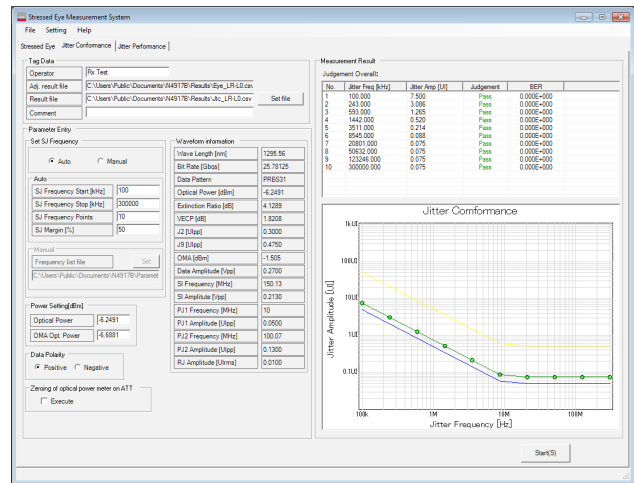 Stressed Eye Measurement System
File Setting Help
Stressed Eye Jitter Conformance Jitter Performance
Tag Data
Operator Rx Test
Adj. result file C:\Users\Public\Documents\N4917B\Results\Eye_LR-L0.csv
Result file C:\Users\Public\Documents\N4917B\Results\Jtc_LR-L0.csv Set file
Comment
Parameter Entry
Set SJ Frequency
Auto Manual
Auto
SJ Frequency Start [kHz] 100
SJ Frequency Stop [kHz] 300000
SJ Frequency Points 10
SJ Margin [%] 50
Manual
Frequency list file Set
C:\Users\Public\Documents\N4917B\Paramet
Power Setting[dBm]
Optical Power -6.2491
OMA Opt. Power -6.6881
Data Polarity
Positive Negative
Zeroing of optical power meter on ATT
Execute
Waveform information
Wave Length [nm] 1295.56
Bit Rate [Gbqs] 25.78125
Data Pattern PRBS31
Optical Power [dBm] -6.2491
Extinction Ratio [dB] 4.1289
VECP [dB] 1.8208
J2 [UIpp] 0.3000
J9 [UIpp] 0.4750
OMA [dBm] -1.505
Data Amplitude [Vpp] 0.2700
SI Frequency [MHz] 150.13
SI Amplitude [Vpp] 0.2130
PJ1 Frequency [MHz] 10
PJ1 Amplitude [UIpp] 0.0500
PJ2 Frequency [MHz] 100.07
PJ2 Amplitude [UIpp] 0.1300
RJ Amplitude [UIrms] 0.0100
Measurement Result
Judgement Overall:
No. Jitter Freq [kHz] Jitter Amp [UI] Judgement BER
1 100.000 7.500 Pass 0.000E+000
2 243.000 3.086 Pass 0.000E+000
3 593.000 1.265 Pass 0.000E+000
4 1442.000 0.520 Pass 0.000E+000
5 3511.000 0.214 Pass 0.000E+000
6 8545.000 0.088 Pass 0.000E+000
7 20801.000 0.075 Pass 0.000E+000
8 50632.000 0.075 Pass 0.000E+000
9 123246.000 0.075 Pass 0.000E+000
10 300000.000 0.075 Pass 0.000E+000
Jitter Comformance
1kUI
100UI
10UI
1UI
0.1UI
Jitter Amplitude [UI]
100k 1M 10M 100M
Jitter Frequency [Hz]
Start(S)